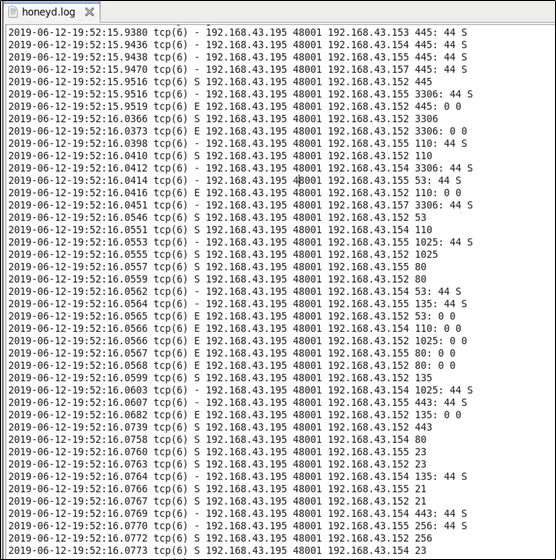 honeyd.log
2019-06-12-19:52:15.9380 tcp(6) - 192.168.43.195 48001 192.168.43.153 445: 44 S
2019-06-12-19:52:15.9436 tcp(6) - 192.168.43.195 48001 192.168.43.154 445: 44 S
2019-06-12-19:52:15.9438 tcp(6) - 192.168.43.195 48001 192.168.43.155 445: 44 S
2019-06-12-19:52:15.9470 tcp(6) - 192.168.43.195 48001 192.168.43.157 445: 44 S
2019-06-12-19:52:15.9516 tcp(6) S 192.168.43.195 48001 192.168.43.152 445
2019-06-12-19:52:15.9516 tcp(6) - 192.168.43.195 48001 192.168.43.155 3306: 44 S
2019-06-12-19:52:15.9519 tcp(6) E 192.168.43.195 48001 192.168.43.152 445: 0 0
2019-06-12-19:52:16.0366 tcp(6) S 192.168.43.195 48001 192.168.43.152 3306
2019-06-12-19:52:16.0373 tcp(6) E 192.168.43.195 48001 192.168.43.152 3306: 0 0
2019-06-12-19:52:16.0398 tcp(6) - 192.168.43.195 48001 192.168.43.155 110: 44 S
2019-06-12-19:52:16.0410 tcp(6) S 192.168.43.195 48001 192.168.43.152 110
2019-06-12-19:52:16.0412 tcp(6) - 192.168.43.195 48001 192.168.43.154 3306: 44 S
2019-06-12-19:52:16.0414 tcp(6) - 192.168.43.195 48001 192.168.43.155 53: 44 S
2019-06-12-19:52:16.0416 tcp(6) E 192.168.43.195 48001 192.168.43.152 110: 0 0
2019-06-12-19:52:16.0451 tcp(6) - 192.168.43.195 48001 192.168.43.157 3306: 44 S
2019-06-12-19:52:16.0546 tcp(6) S 192.168.43.195 48001 192.168.43.152 53
2019-06-12-19:52:16.0551 tcp(6) S 192.168.43.195 48001 192.168.43.154 110
2019-06-12-19:52:16.0553 tcp(6) - 192.168.43.195 48001 192.168.43.155 1025: 44 S
2019-06-12-19:52:16.0555 tcp(6) S 192.168.43.195 48001 192.168.43.152 1025
2019-06-12-19:52:16.0557 tcp(6) S 192.168.43.195 48001 192.168.43.155 80
2019-06-12-19:52:16.0559 tcp(6) S 192.168.43.195 48001 192.168.43.152 80
2019-06-12-19:52:16.0562 tcp(6) - 192.168.43.195 48001 192.168.43.154 53: 44 S
2019-06-12-19:52:16.0564 tcp(6) - 192.168.43.195 48001 192.168.43.155 135: 44 S
2019-06-12-19:52:16.0565 tcp(6) E 192.168.43.195 48001 192.168.43.152 53: 0 0
2019-06-12-19:52:16.0566 tcp(6) E 192.168.43.195 48001 192.168.43.154 110: 0 0
2019-06-12-19:52:16.0566 tcp(6) E 192.168.43.195 48001 192.168.43.152 1025: 0 0
2019-06-12-19:52:16.0567 tcp(6) E 192.168.43.195 48001 192.168.43.155 80: 0 0
2019-06-12-19:52:16.0568 tcp(6) E 192.168.43.195 48001 192.168.43.152 80: 0 0
2019-06-12-19:52:16.0599 tcp(6) S 192.168.43.195 48001 192.168.43.152 135
2019-06-12-19:52:16.0603 tcp(6) - 192.168.43.195 48001 192.168.43.154 1025: 44 S
2019-06-12-19:52:16.0607 tcp(6) - 192.168.43.195 48001 192.168.43.155 443: 44 S
2019-06-12-19:52:16.0682 tcp(6) E 192.168.43.195 48001 192.168.43.152 135: 0 0
2019-06-12-19:52:16.0739 tcp(6) S 192.168.43.195 48001 192.168.43.152 443
2019-06-12-19:52:16.0758 tcp(6) S 192.168.43.195 48001 192.168.43.154 80
2019-06-12-19:52:16.0760 tcp(6) S 192.168.43.195 48001 192.168.43.155 23
2019-06-12-19:52:16.0763 tcp(6) S 192.168.43.195 48001 192.168.43.152 23
2019-06-12-19:52:16.0764 tcp(6) - 192.168.43.195 48001 192.168.43.154 135: 44 S
2019-06-12-19:52:16.0766 tcp(6) S 192.168.43.195 48001 192.168.43.155 21
2019-06-12-19:52:16.0767 tcp(6) S 192.168.43.195 48001 192.168.43.152 21
2019-06-12-19:52:16.0769 tcp(6) - 192.168.43.195 48001 192.168.43.154 443: 44 S
2019-06-12-19:52:16.0770 tcp(6) - 192.168.43.195 48001 192.168.43.155 256: 44 S
2019-06-12-19:52:16.0772 tcp(6) S 192.168.43.195 48001 192.168.43.152 256
2019-06-12-19:52:16.0773 tcp(6) S 192.168.43.195 48001 192.168.43.154 23